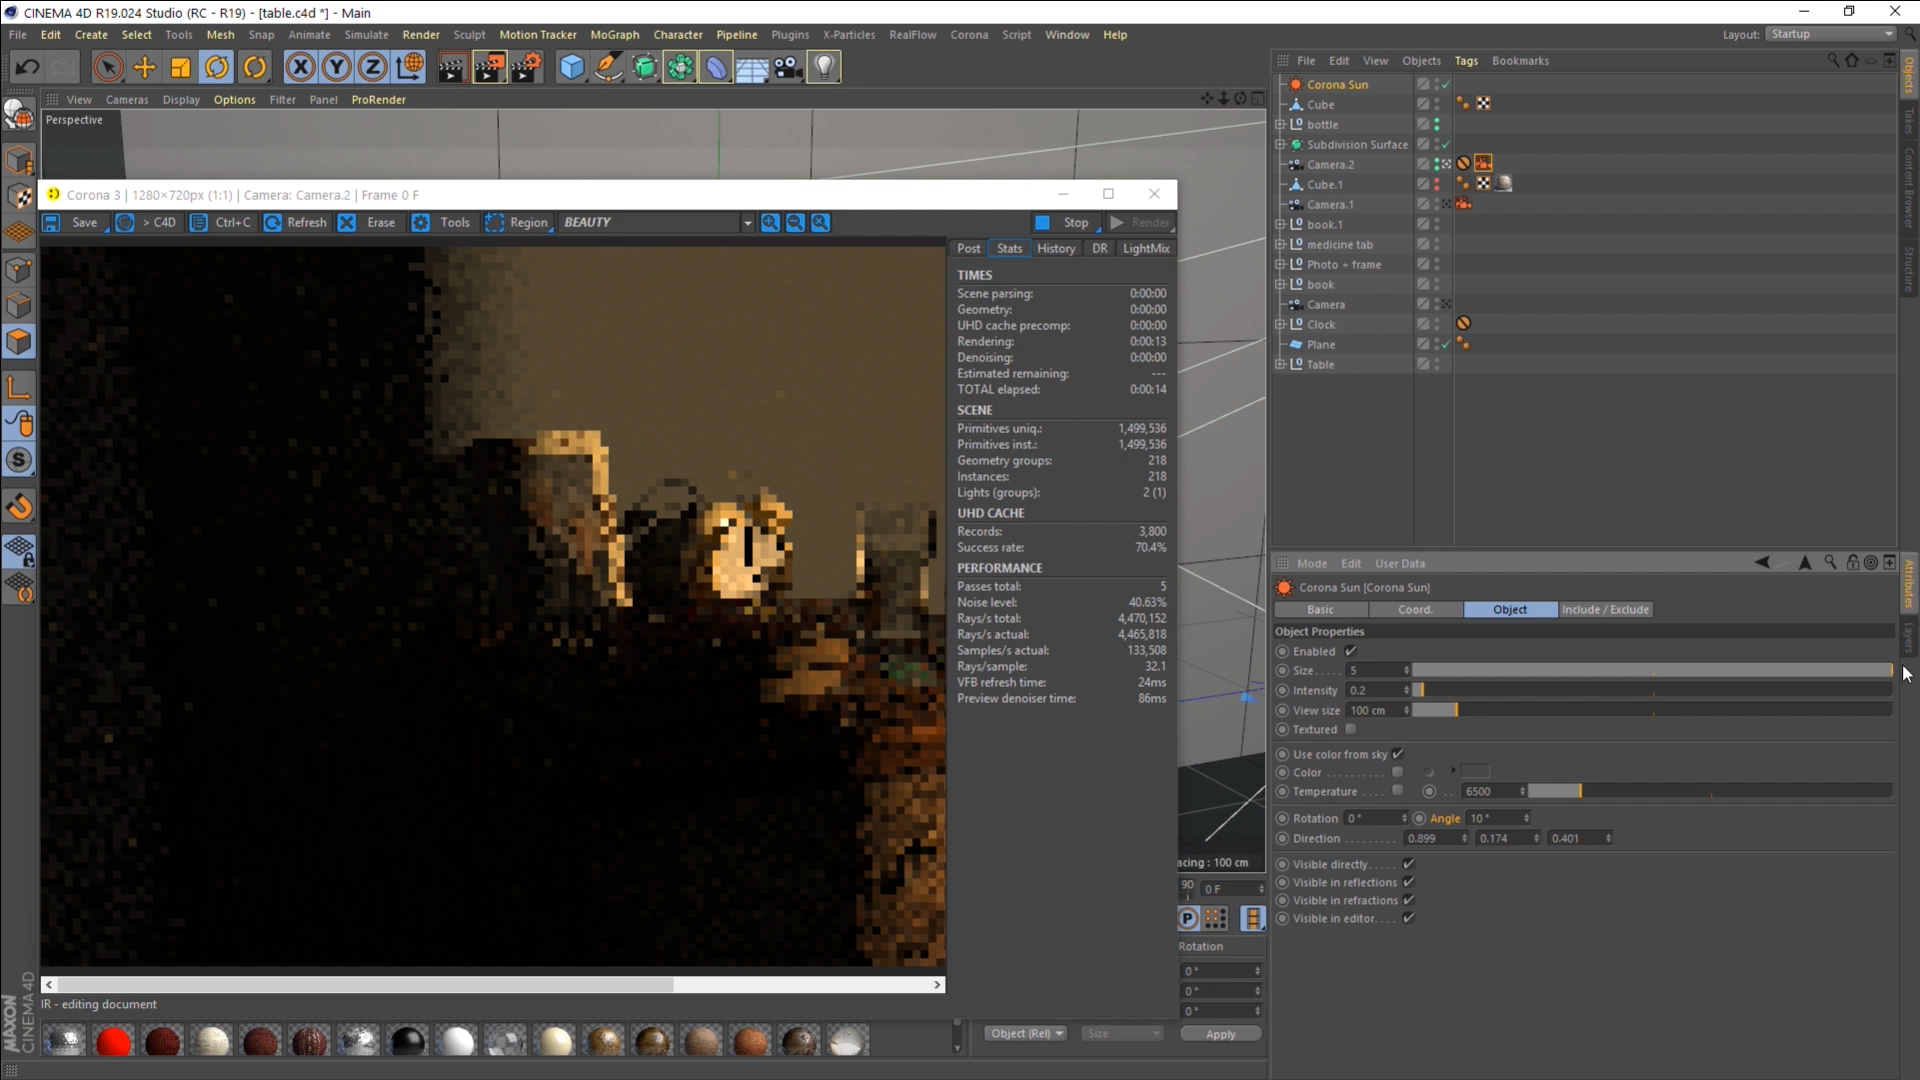 CINEMA 4D R19.024 Studio (RC - R19) - [table.c4d *] - Main
File Edit Create Select Tools Mesh Snap Animate Simulate Render Sculpt Motion Tracker MoGraph Character Pipeline Plugins X-Particles RealFlow Corona Script Window Help
Layout: Startup
X Y Z
File Edit View Objects Tags Bookmarks
View Cameras Display Options Filter Panel ProRender
Perspective
Corona Sun
Cube
bottle
Subdivision Surface
Camera.2
Cube.1
Camera.1
book.1
medicine tab
Photo + frame
book
Camera
Clock
Plane
Table
Objects
Takes
Content Browser
Structure
Corona 3 | 1280×720px (1:1) | Camera: Camera.2 | Frame 0 F
Save > C4D Ctrl+C Refresh Erase Tools Region BEAUTY Stop Render
Post Stats History DR LightMix
TIMES
Scene parsing: 0:00:00
Geometry: 0:00:00
UHD cache precomp: 0:00:00
Rendering: 0:00:13
Denoising: 0:00:00
Estimated remaining: ---
TOTAL elapsed: 0:00:14
SCENE
Primitives uniq.: 1,499,536
Primitives inst.: 1,499,536
Geometry groups: 218
Instances: 218
Lights (groups): 2 (1)
UHD CACHE
Records: 3,800
Success rate: 70.4%
PERFORMANCE
Passes total: 5
Noise level: 40.63%
Rays/s total: 4,470,152
Rays/s actual: 4,465,818
Samples/s actual: 133,508
Rays/sample: 32.1
VFB refresh time: 24ms
Preview denoiser time: 86ms
Mode Edit User Data
Corona Sun [Corona Sun]
Basic Coord. Object Include / Exclude
Object Properties
Enabled
Size..... 5
Intensity 0.2
View size 100 cm
Textured
Use color from sky
Color ..........
Temperature .... 6500
Rotation 0 ° Angle 10 °
Direction ......... 0.899 0.174 0.401
Visible directly.....
Visible in reflections
Visible in refractions
Visible in editor....
Attributes
Layers
acing : 100 cm
90 0 F
P
Rotation
0 °
0 °
0 °
IR - editing document
Object (Rel) Size Apply
S
MAXON
CINEMA 4D